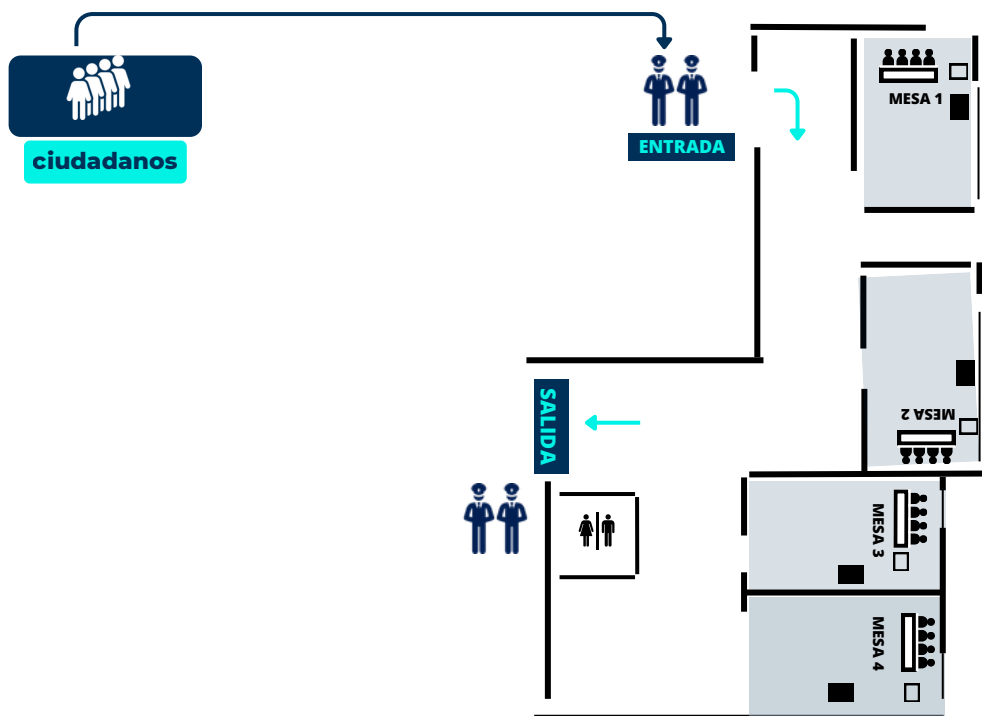 ciudadanos
ENTRADA
MESA 1
MESA 2
SALIDA
MESA 3
MESA 4